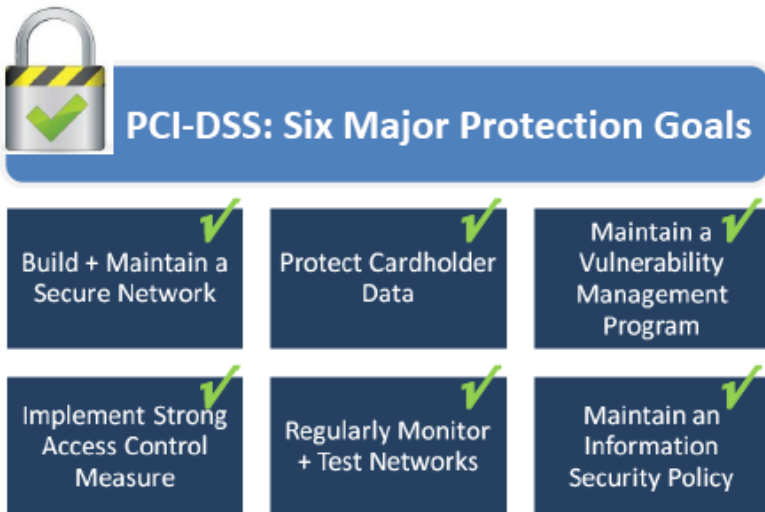 PCI-DSS: Six Major Protection Goals
Build + Maintain a
Secure Network
Protect Cardholder
Data
Maintain a
Vulnerability
Management
Program
Implement Strong
Access Control
Measure
Regularly Monitor
+ Test Networks
Maintain an
Information
Security Policy